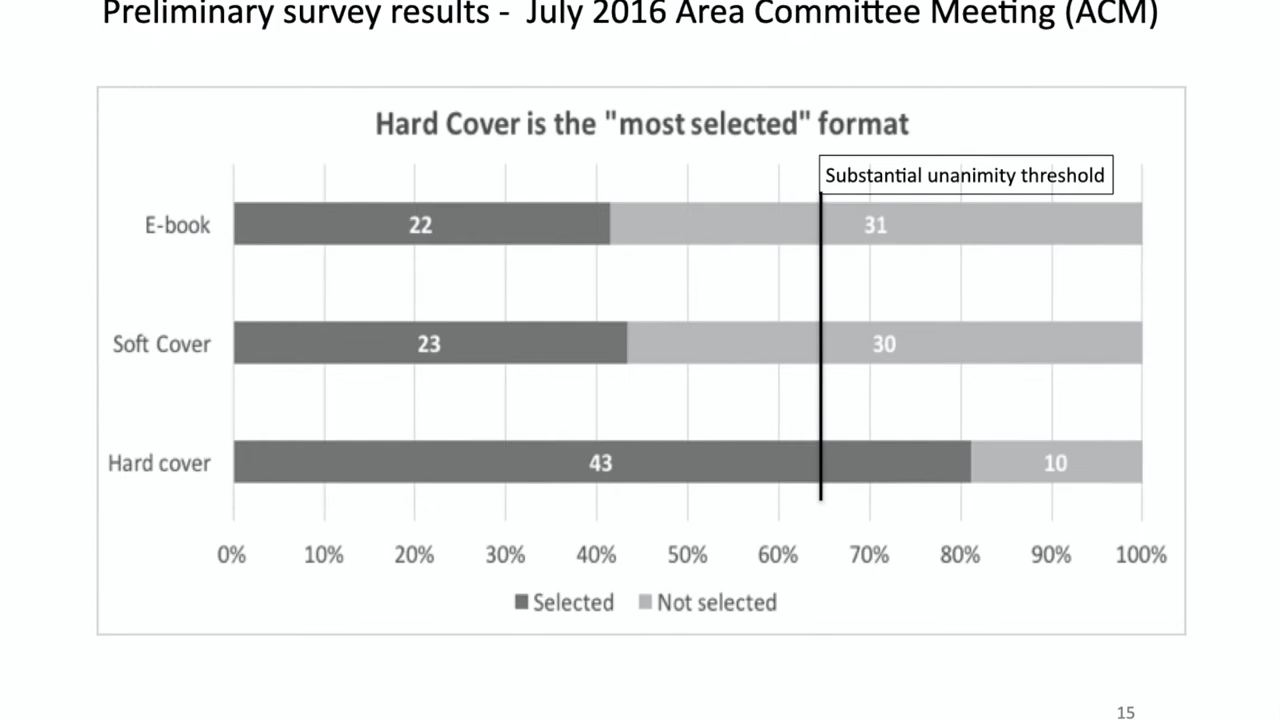 Preliminary survey results - July 2016 Area Committee Meeting (ACM)
Hard Cover is the "most selected" format
Substantial unanimity threshold
E-book 22 31
Soft Cover 23 30
Hard cover 43 10
0% 10% 20% 30% 40% 50% 60% 70% 80% 90% 100%
Selected Not selected
15